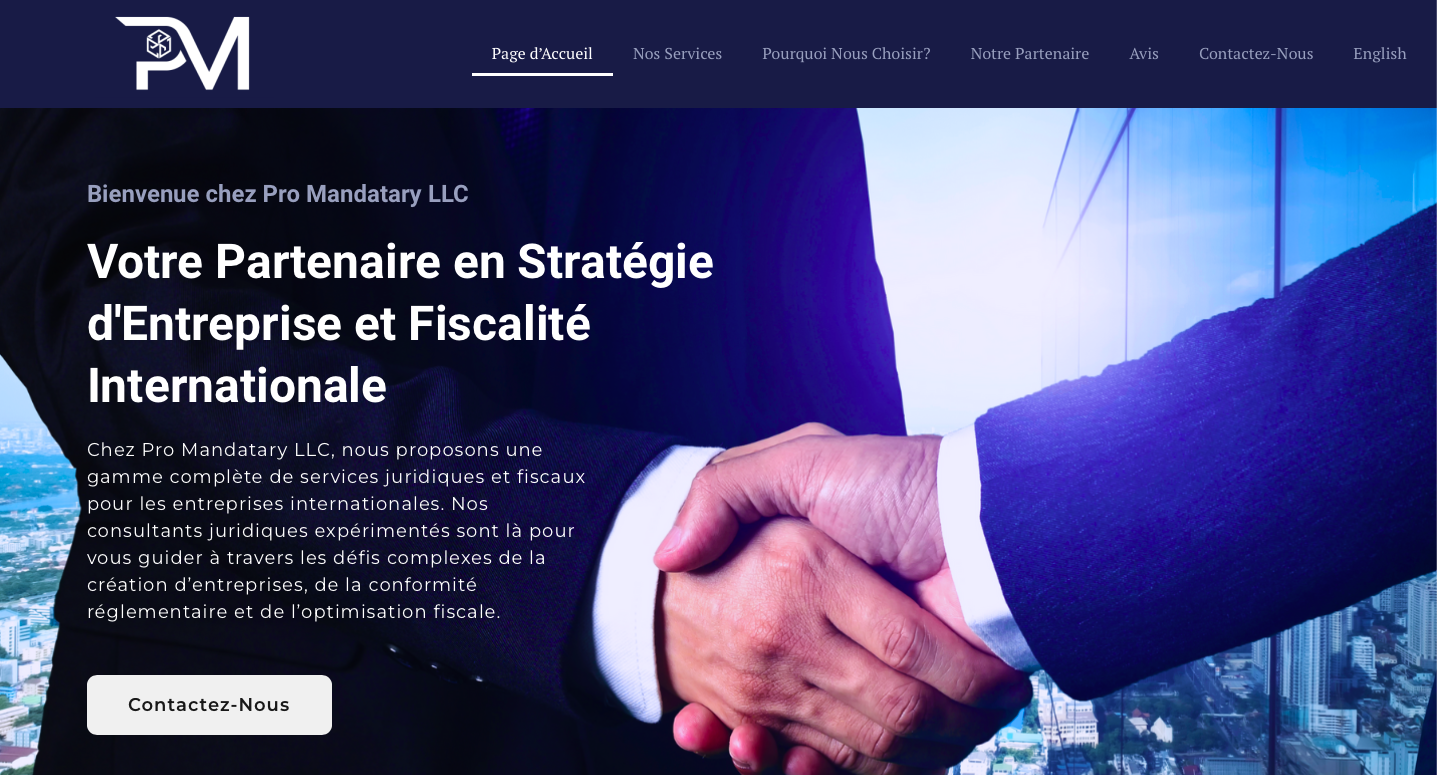 PM
Page d’Accueil
Nos Services
Pourquoi Nous Choisir?
Notre Partenaire
Avis
Contactez-Nous
English
Bienvenue chez Pro Mandatary LLC
Votre Partenaire en Stratégie
d'Entreprise et Fiscalité
Internationale
Chez Pro Mandatary LLC, nous proposons une
gamme complète de services juridiques et fiscaux
pour les entreprises internationales. Nos
consultants juridiques expérimentés sont là pour
vous guider à travers les défis complexes de la
création d’entreprises, de la conformité
réglementaire et de l’optimisation fiscale.
Contactez-Nous